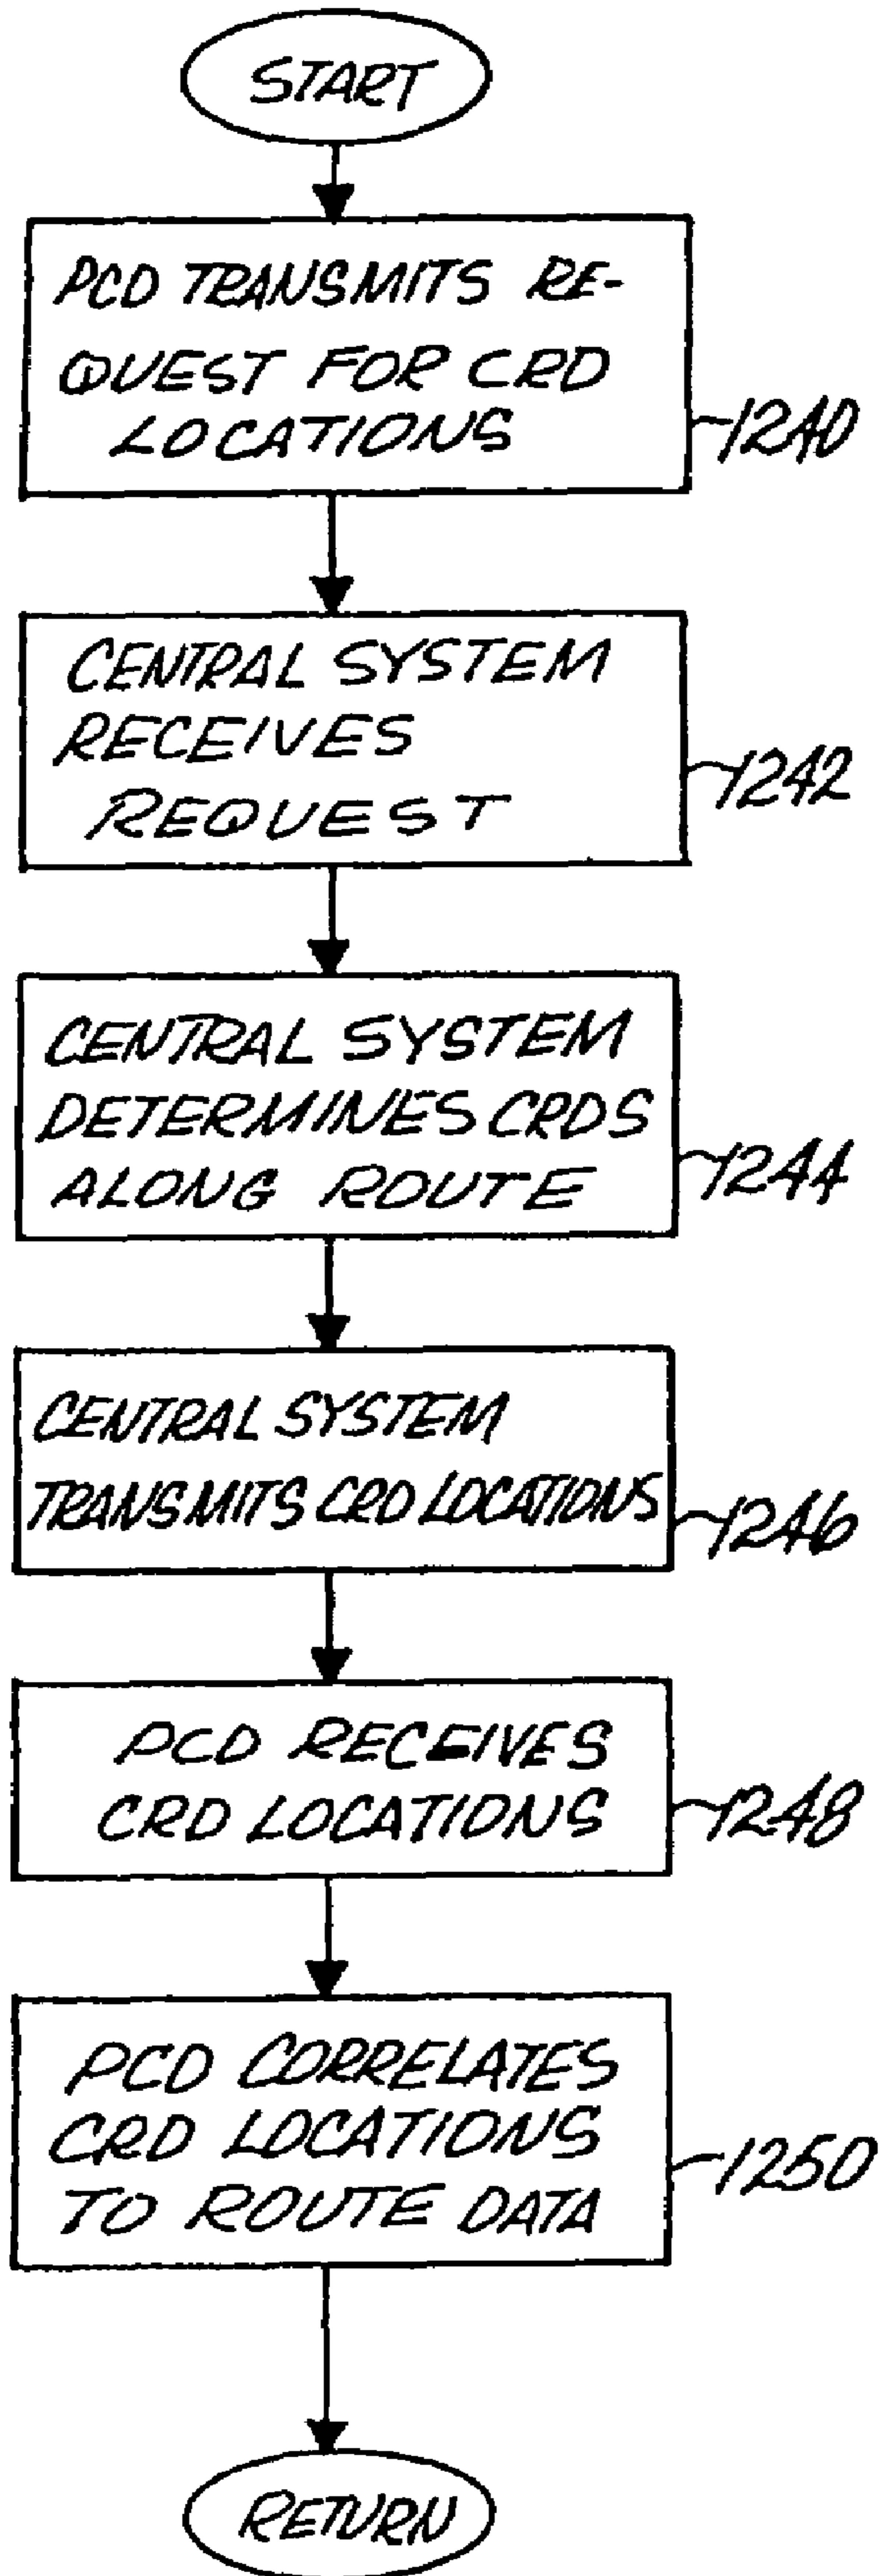 START
PCD TRANSMITS RE-
QUEST FOR CRD
LOCATIONS
1240
CENTRAL SYSTEM
RECEIVES
REQUEST
1242
CENTRAL SYSTEM
DETERMINES CRDS
ALONG ROUTE
1244
CENTRAL SYSTEM
TRANSMITS CRD LOCATIONS
1246
PCD RECEIVES
CRD LOCATIONS
1248
PCD CORRELATES
CRD LOCATIONS
TO ROUTE DATA
1250
RETURN